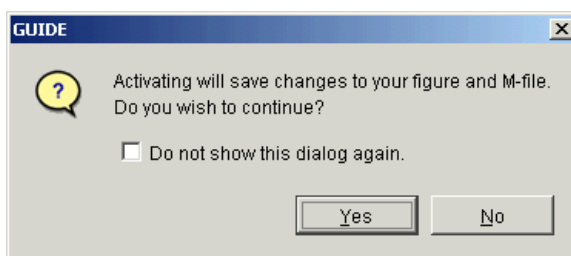 GUIDE
?
Activating will save changes to your figure and M-file.
Do you wish to continue?
Do not show this dialog again.
Yes No